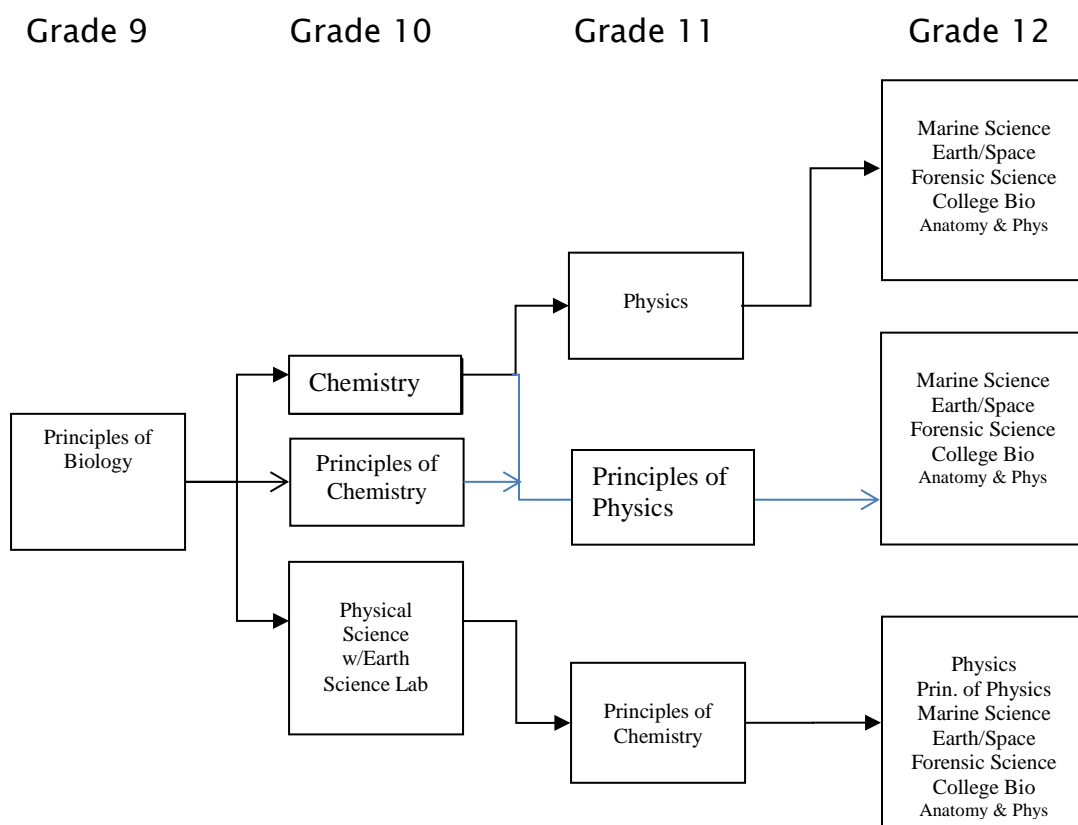 Grade 9
Grade 10
Grade 11
Grade 12
Principles of
Biology
Chemistry
Principles of
Chemistry
Physical
Science
w/Earth
Science Lab
Physics
Principles of
Physics
Principles of
Chemistry
Marine Science
Earth/Space
Forensic Science
College Bio
Anatomy & Phys
Marine Science
Earth/Space
Forensic Science
College Bio
Anatomy & Phys
Physics
Prin. of Physics
Marine Science
Earth/Space
Forensic Science
College Bio
Anatomy & Phys